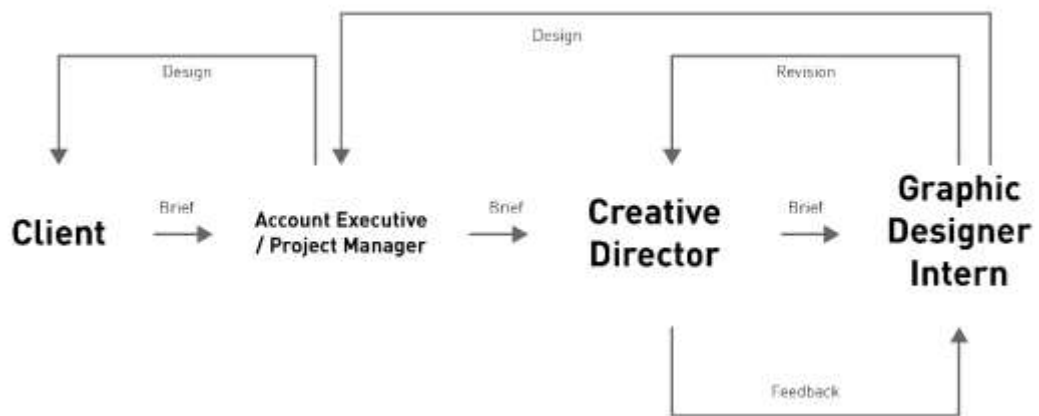 Design
Design
Revision
Client
Brief
Account Executive
/ Project Manager
Brief
Creative
Director
Brief
Graphic
Designer
Intern
Feedback